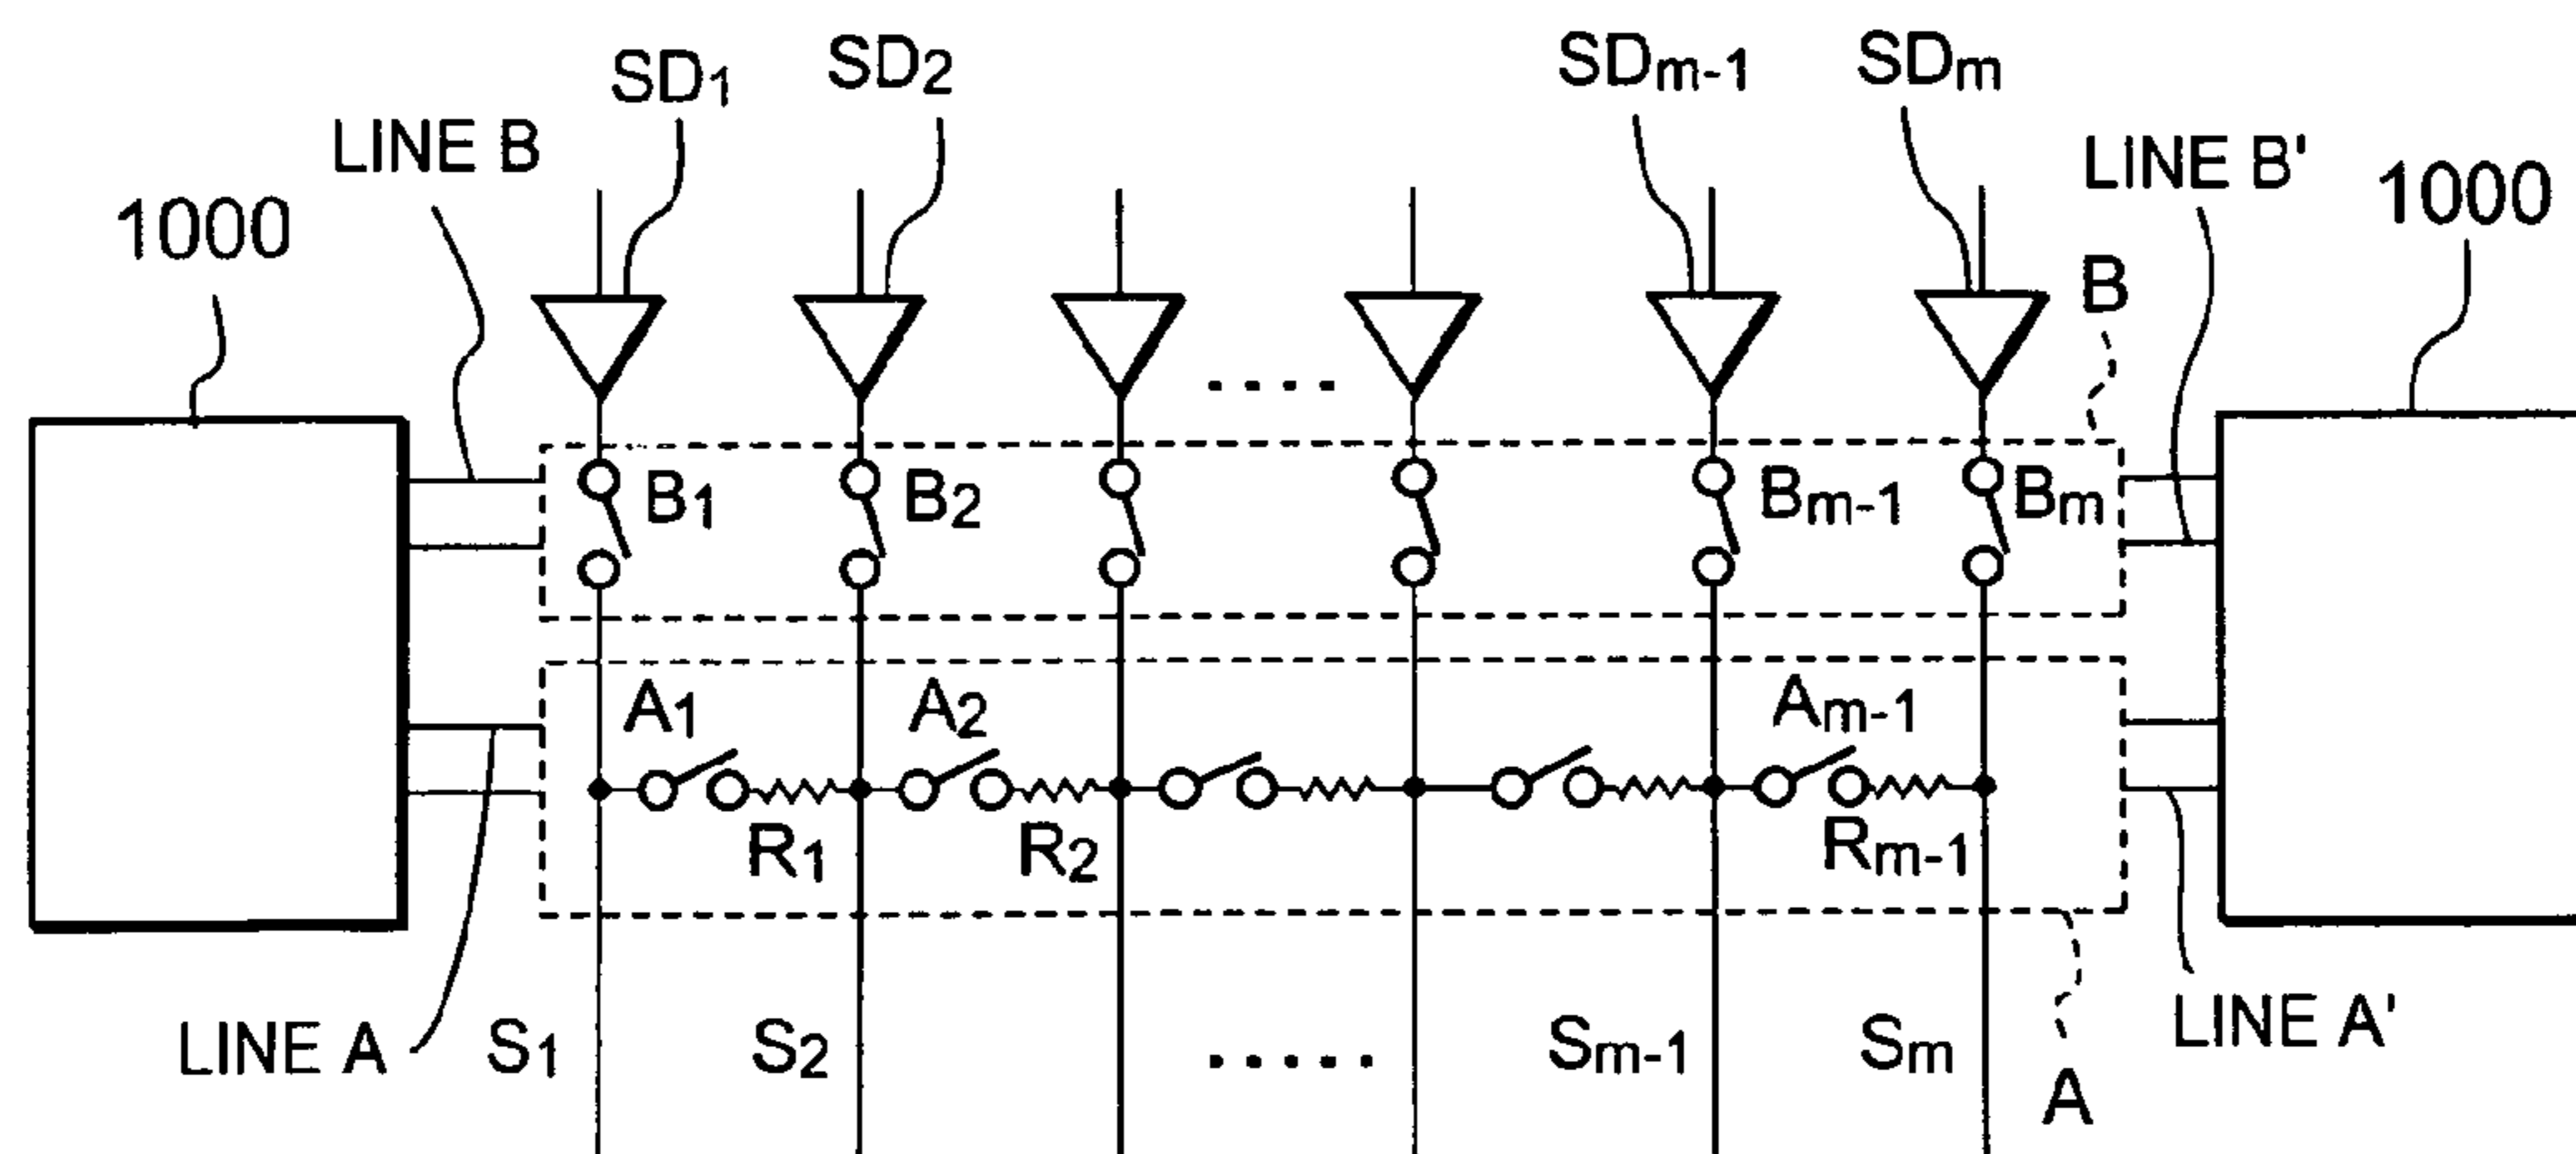 SD1 SD2 SDm-1 SDm
LINE B LINE B'
1000 1000
B
B1 B2 Bm-1 Bm
A1 A2 Am-1
R1 R2 Rm-1
LINE A S1 S2 Sm-1 Sm LINE A'
A